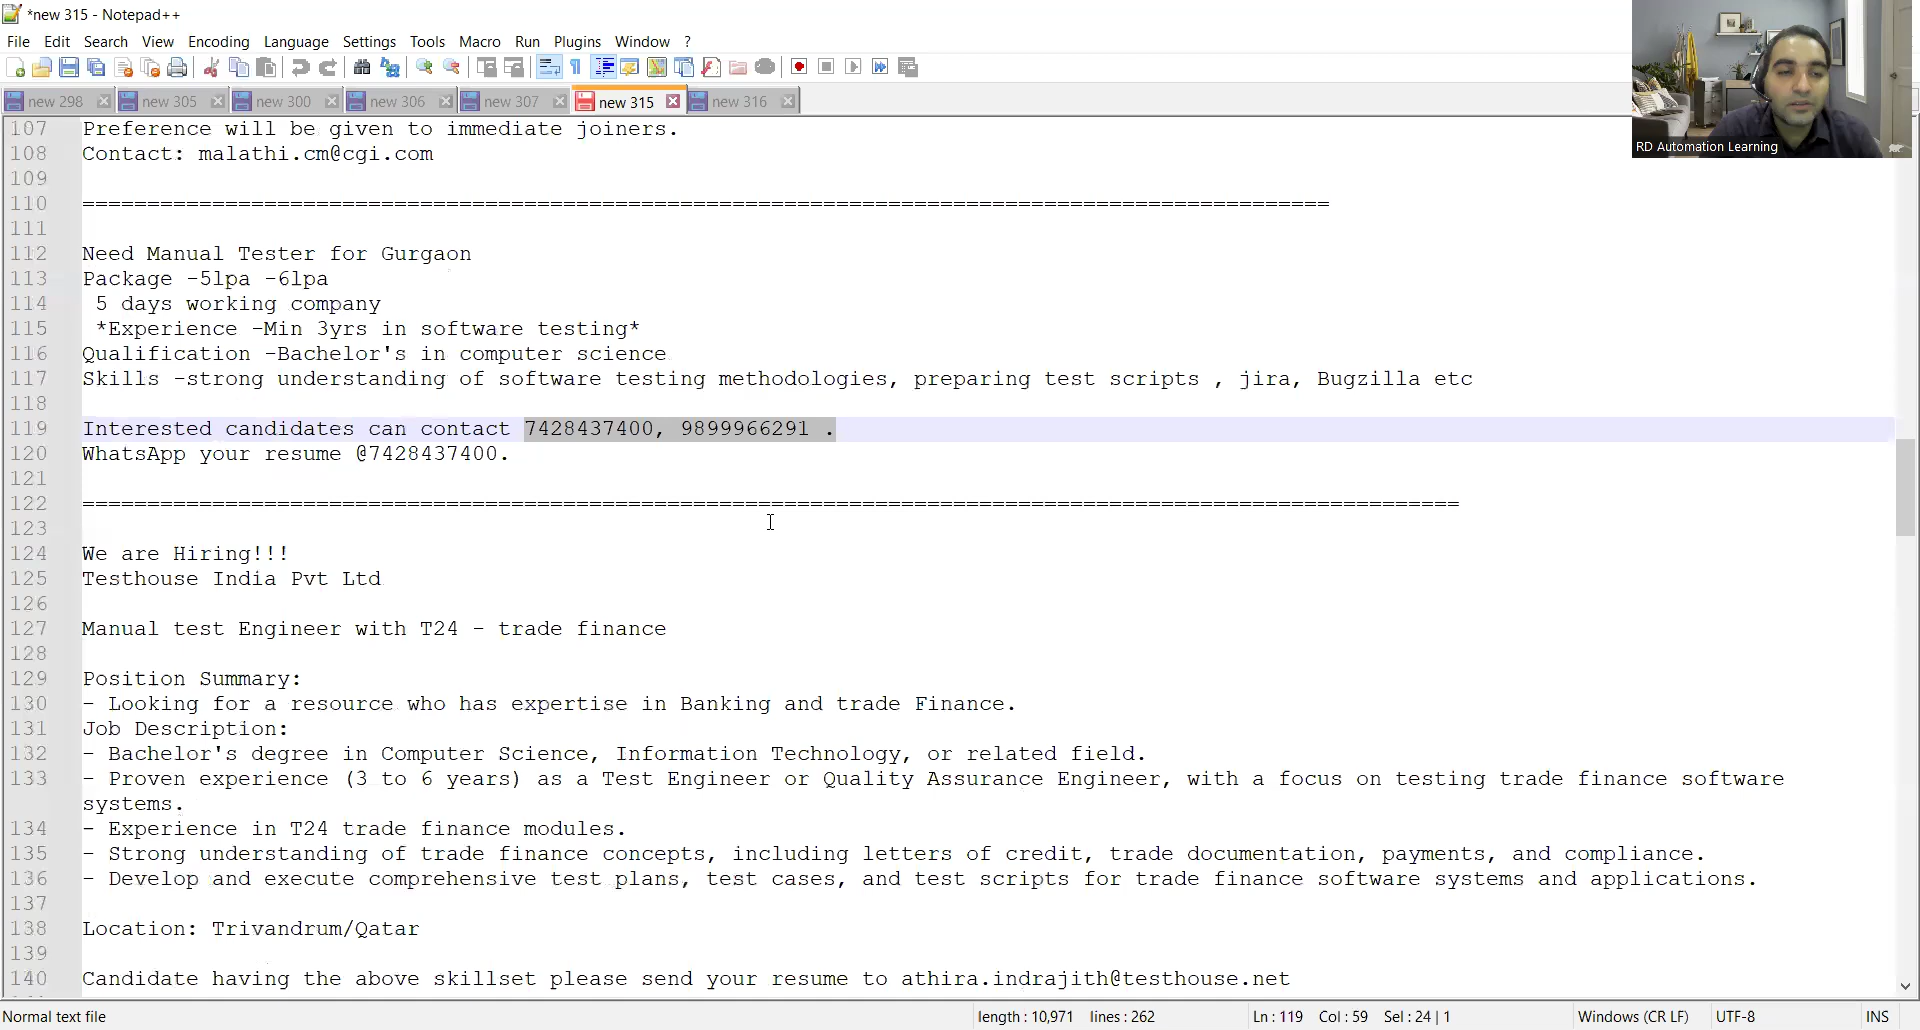 *new 315 - Notepad++
File Edit Search View Encoding Language Settings Tools Macro Run Plugins Window ?
new 298 new 305 new 300 new 306 new 307 new 315 new 316
RD Automation Learning
107 Preference will be given to immediate joiners.
108 Contact: malathi.cm@cgi.com
109
110 ================================================================================================
111
112 Need Manual Tester for Gurgaon
113 Package -5lpa -6lpa
114 5 days working company
115 *Experience -Min 3yrs in software testing*
116 Qualification -Bachelor's in computer science
117 Skills -strong understanding of software testing methodologies, preparing test scripts , jira, Bugzilla etc
118
119 Interested candidates can contact 7428437400, 9899966291 .
120 WhatsApp your resume @7428437400.
121
122 ==========================================================================================================
123
124 We are Hiring!!!
125 Testhouse India Pvt Ltd
126
127 Manual test Engineer with T24 - trade finance
128
129 Position Summary:
130 - Looking for a resource who has expertise in Banking and trade Finance.
131 Job Description:
132 - Bachelor's degree in Computer Science, Information Technology, or related field.
133 - Proven experience (3 to 6 years) as a Test Engineer or Quality Assurance Engineer, with a focus on testing trade finance software
systems.
134 - Experience in T24 trade finance modules.
135 - Strong understanding of trade finance concepts, including letters of credit, trade documentation, payments, and compliance.
136 - Develop and execute comprehensive test plans, test cases, and test scripts for trade finance software systems and applications.
137
138 Location: Trivandrum/Qatar
139
140 Candidate having the above skillset please send your resume to athira.indrajith@testhouse.net
Normal text file length : 10,971 lines : 262 Ln : 119 Col : 59 Sel : 24 | 1 Windows (CR LF) UTF-8 INS